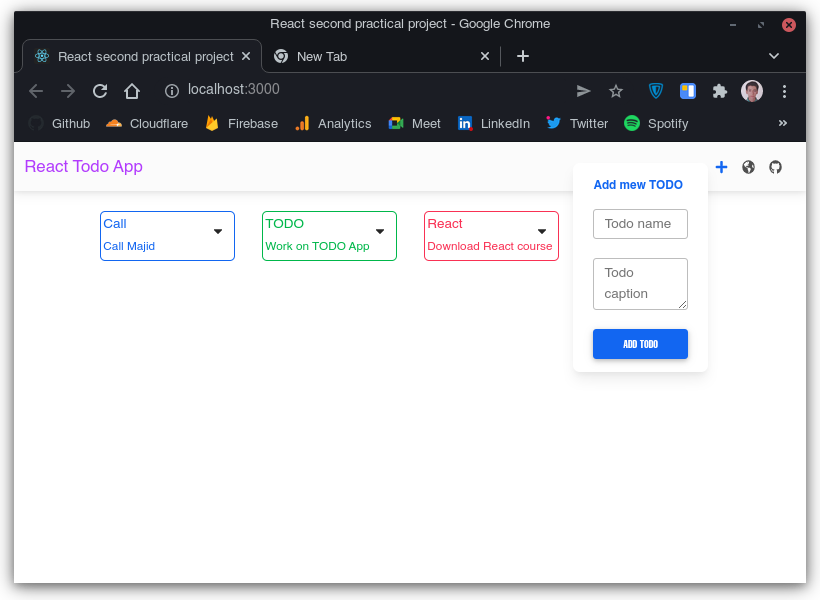 React second practical project - Google Chrome
React second practical project
New Tab
localhost:3000
Github
Cloudflare
Firebase
Analytics
Meet
LinkedIn
Twitter
Spotify
React Todo App
Add mew TODO
Call
Call Majid
TODO
Work on TODO App
React
Download React course
Todo name
Todo
caption
ADD TODO